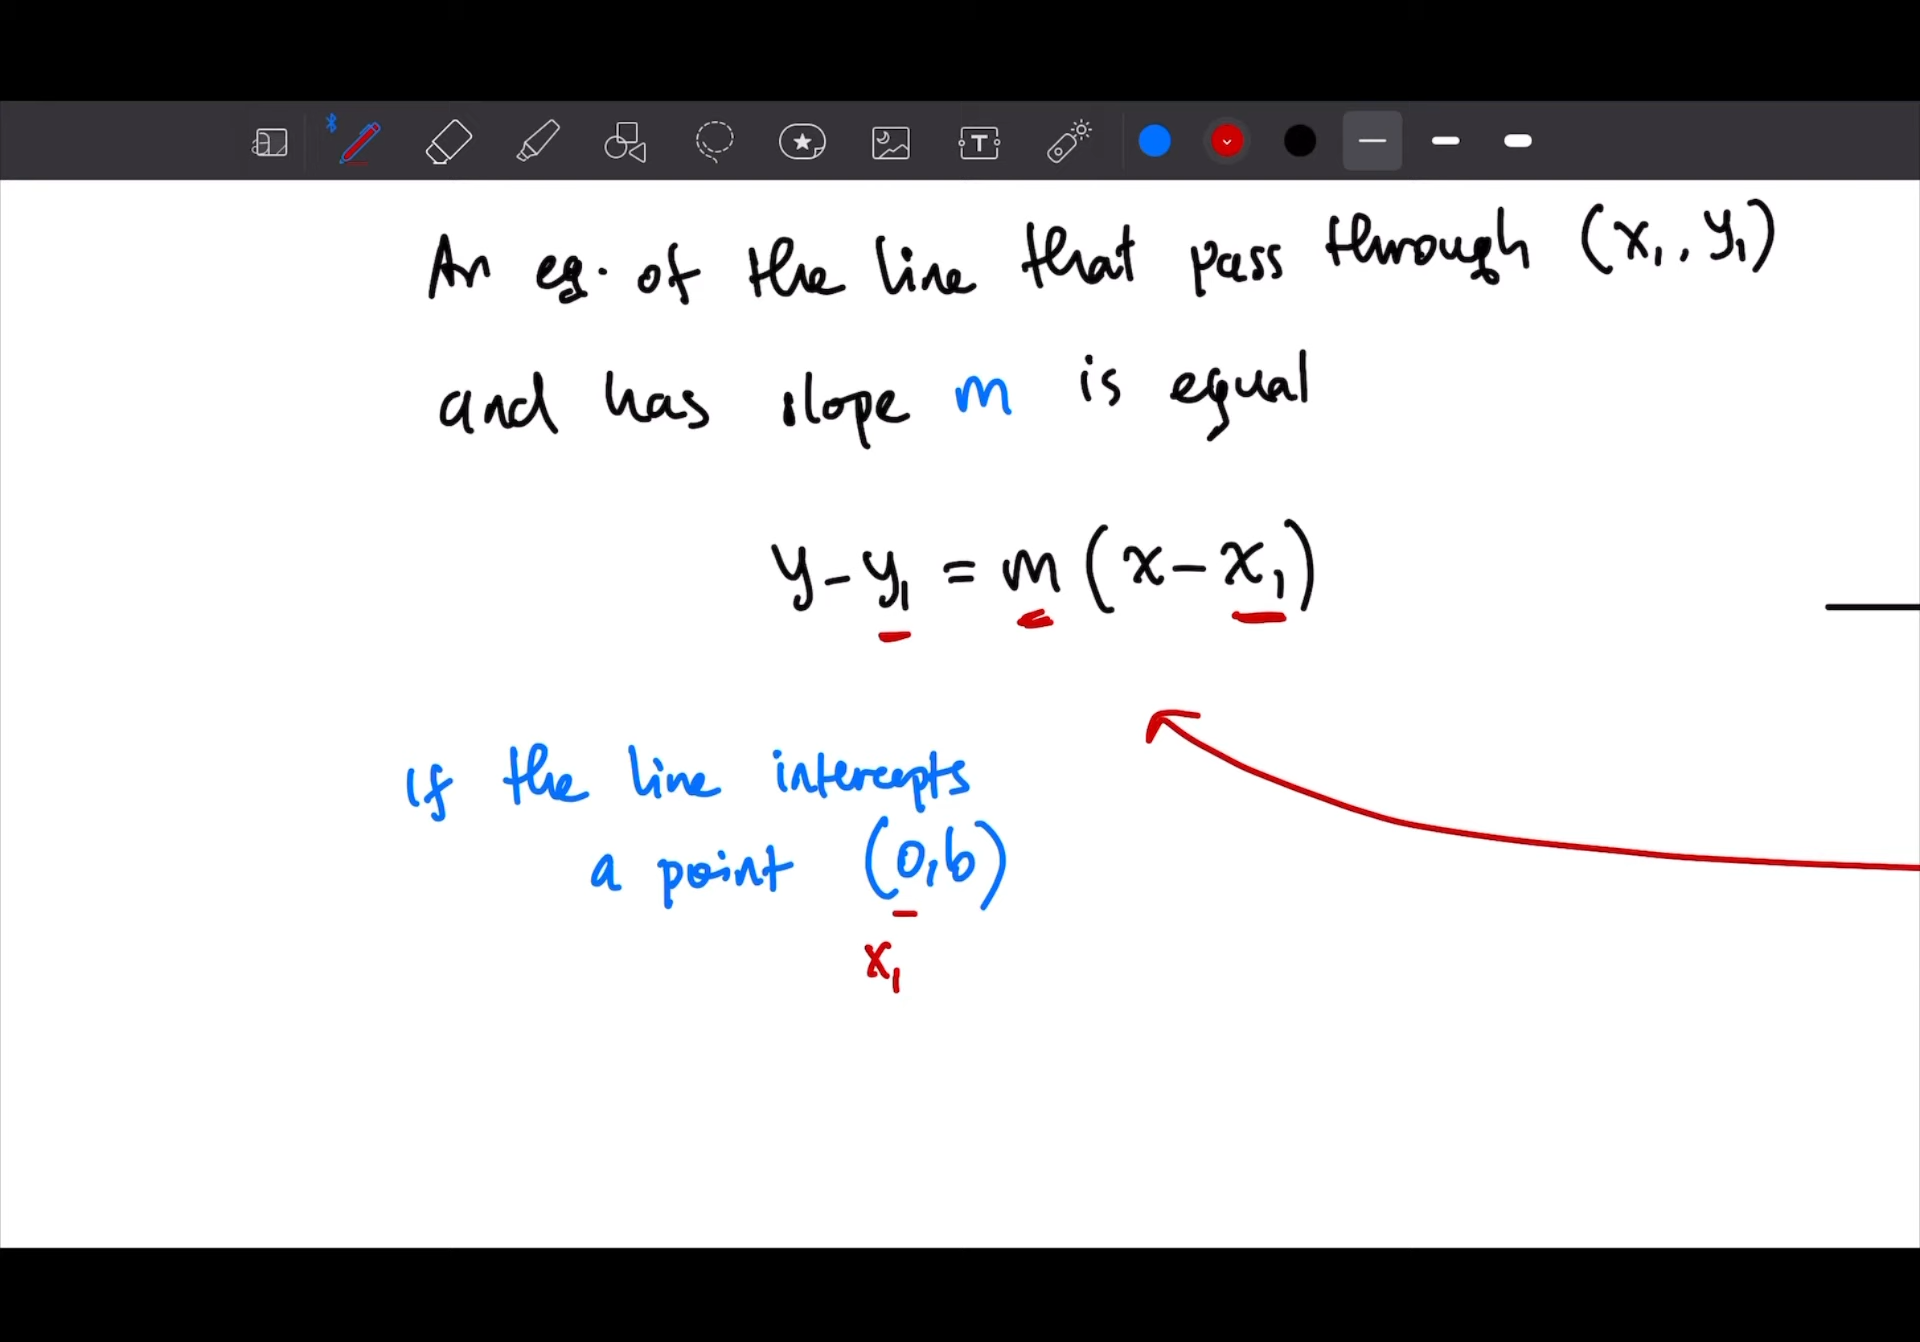 An eq. of the line that pass through (x₁, y₁)
and has slope m is equal
y - y₁ = m (x - x₁)
If the line intercepts
a point (0, b)
x₁